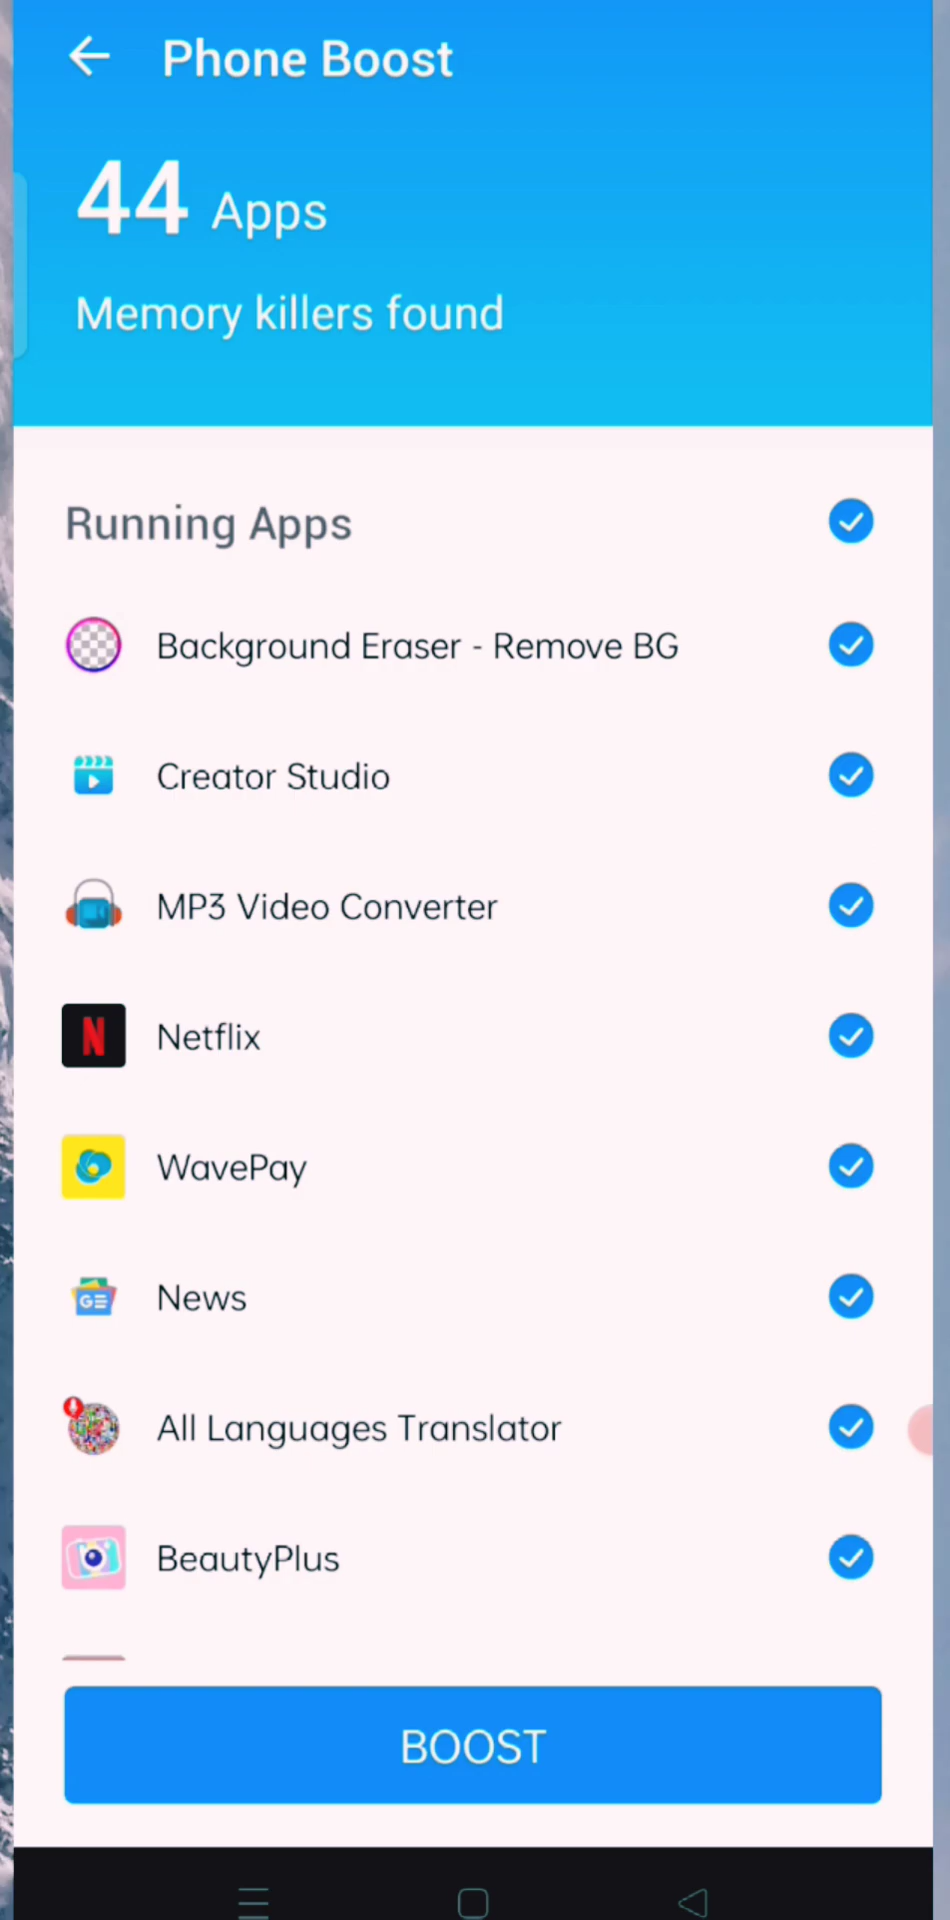 Phone Boost
44 Apps
Memory killers found
Running Apps
Background Eraser - Remove BG
Creator Studio
MP3 Video Converter
N
Netflix
WavePay
GE
News
All Languages Translator
BeautyPlus
BOOST